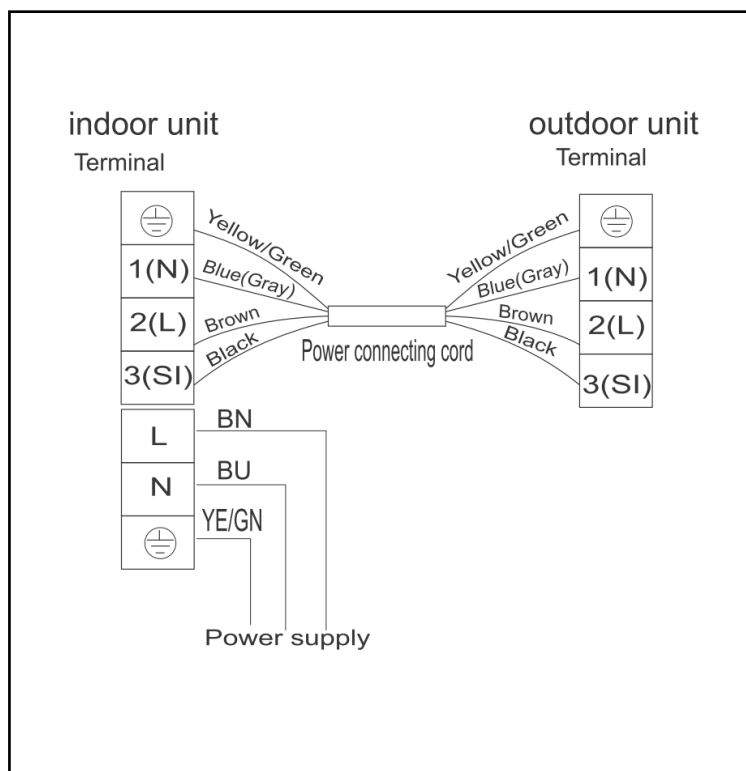 indoor unit
Terminal
outdoor unit
Terminal
Yellow/Green
Yellow/Green
1(N)
Blue(Gray)
Blue(Gray)
1(N)
2(L)
Brown
Brown
2(L)
3(SI)
Black
Black
3(SI)
Power connecting cord
L
BN
N
BU
YE/GN
Power supply